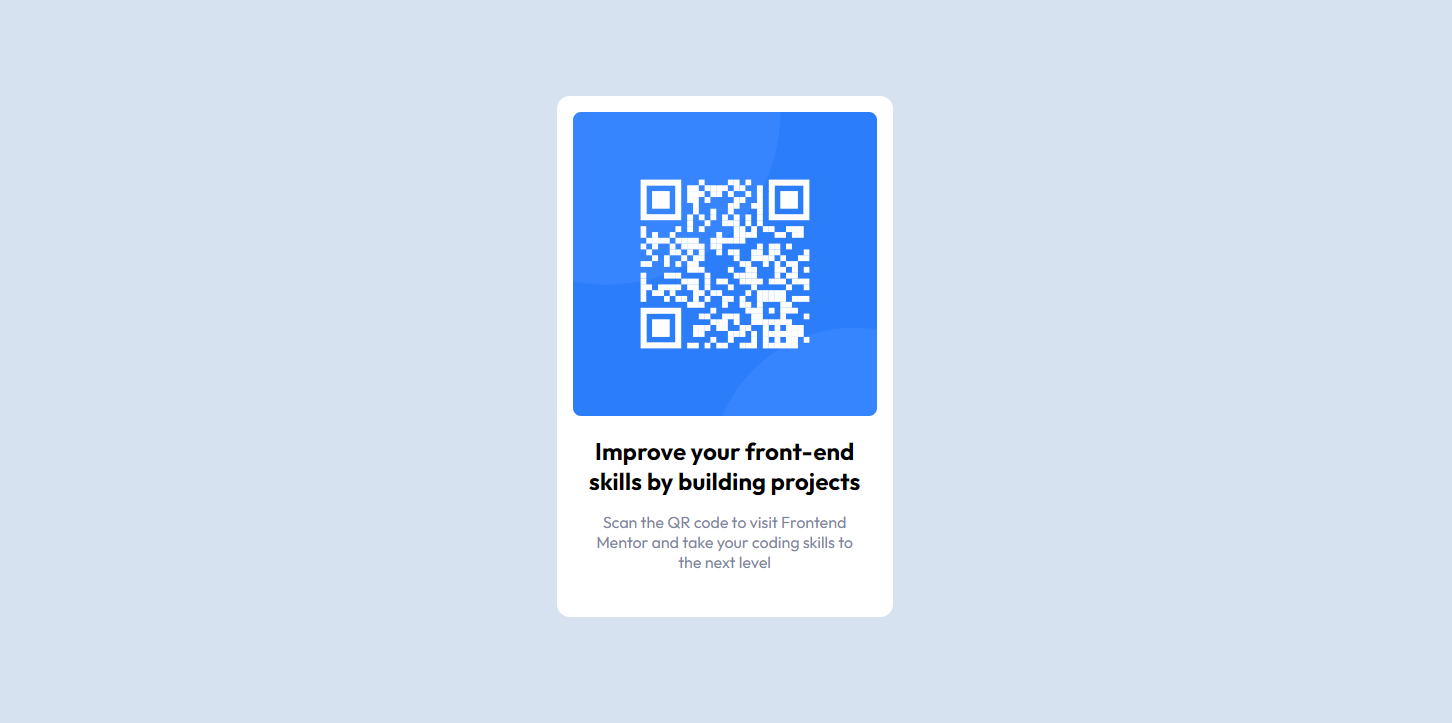 Improve your front-end
skills by building projects
Scan the QR code to visit Frontend
Mentor and take your coding skills to
the next level